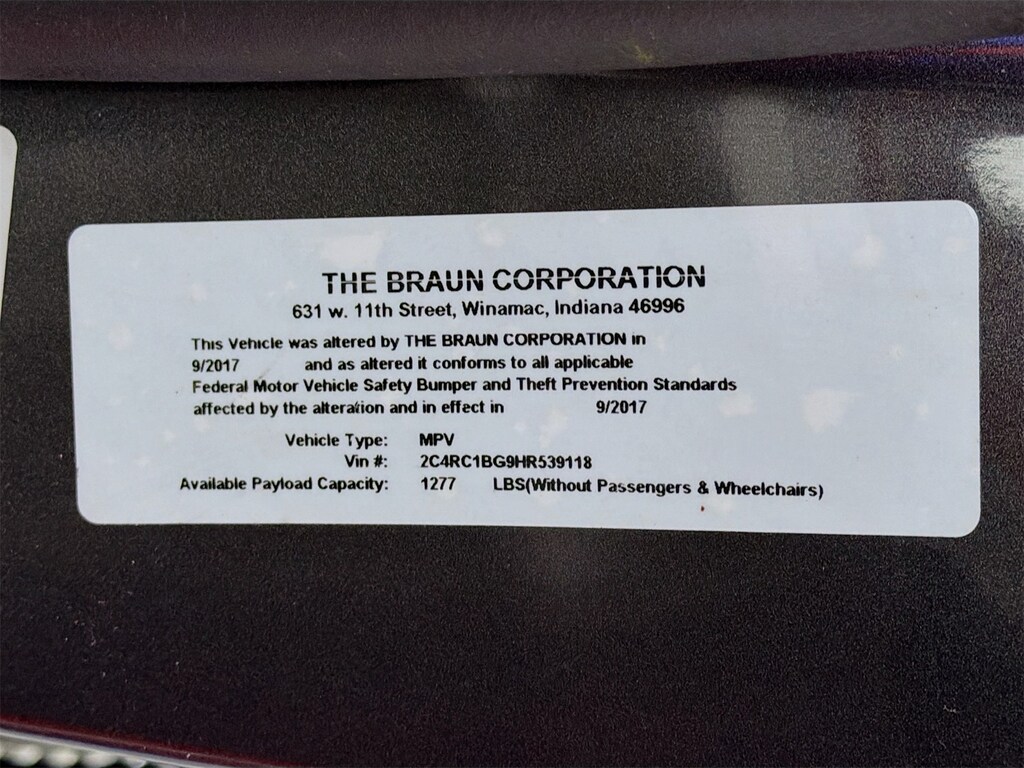 THE BRAUN CORPORATION
631 w. 11th Street, Winamac, Indiana 46996
This Vehicle was altered by THE BRAUN CORPORATION in
9/2017 and as altered it conforms to all applicable
Federal Motor Vehicle Safety Bumper and Theft Prevention Standards
affected by the alteration and in effect in 9/2017
Vehicle Type: MPV
Vin #: 2C4RC1BG9HR539118
Available Payload Capacity: 1277 LBS(Without Passengers & Wheelchairs)